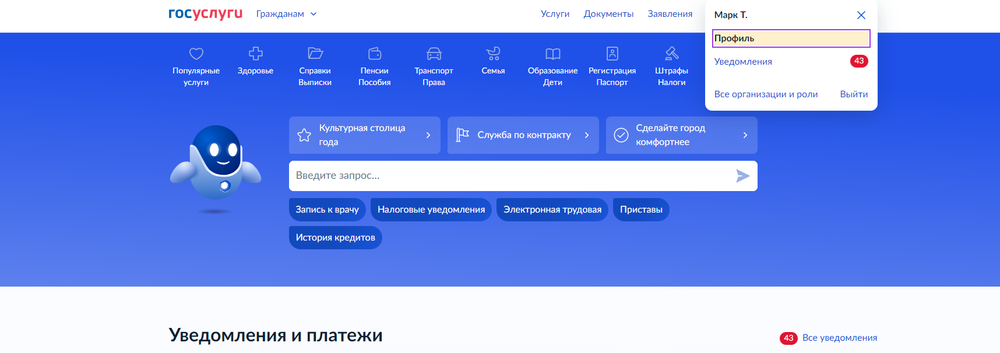 госуслуги
Гражданам
Услуги
Документы
Заявления
Марк Т.
Профиль
Уведомления
43
Все организации и роли
Выйти
Популярные
услуги
Здоровье
Справки
Выписки
Пенсии
Пособия
Транспорт
Права
Семья
Образование
Дети
Регистрация
Паспорт
Штрафы
Налоги
Культурная столица
года
Служба по контракту
Сделайте город
комфортнее
Введите запрос...
Запись к врачу
Налоговые уведомления
Электронная трудовая
Приставы
История кредитов
Уведомления и платежи
43
Все уведомления